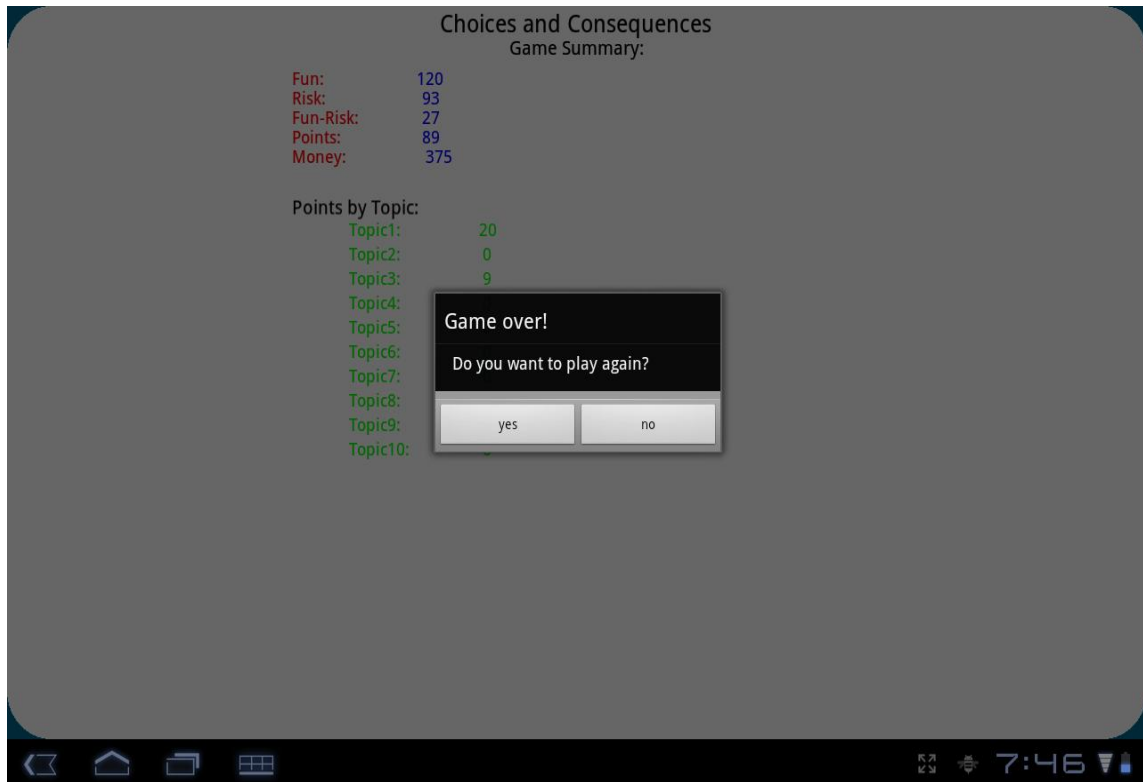 Choices and Consequences
Game Summary:
Fun: 120
Risk: 93
Fun-Risk: 27
Points: 89
Money: 375
Points by Topic:
Topic1: 20
Topic2: 0
Topic3: 9
Topic4:
Topic5:
Topic6:
Topic7:
Topic8:
Topic9:
Topic10:
Game over!
Do you want to play again?
yes no
7:46